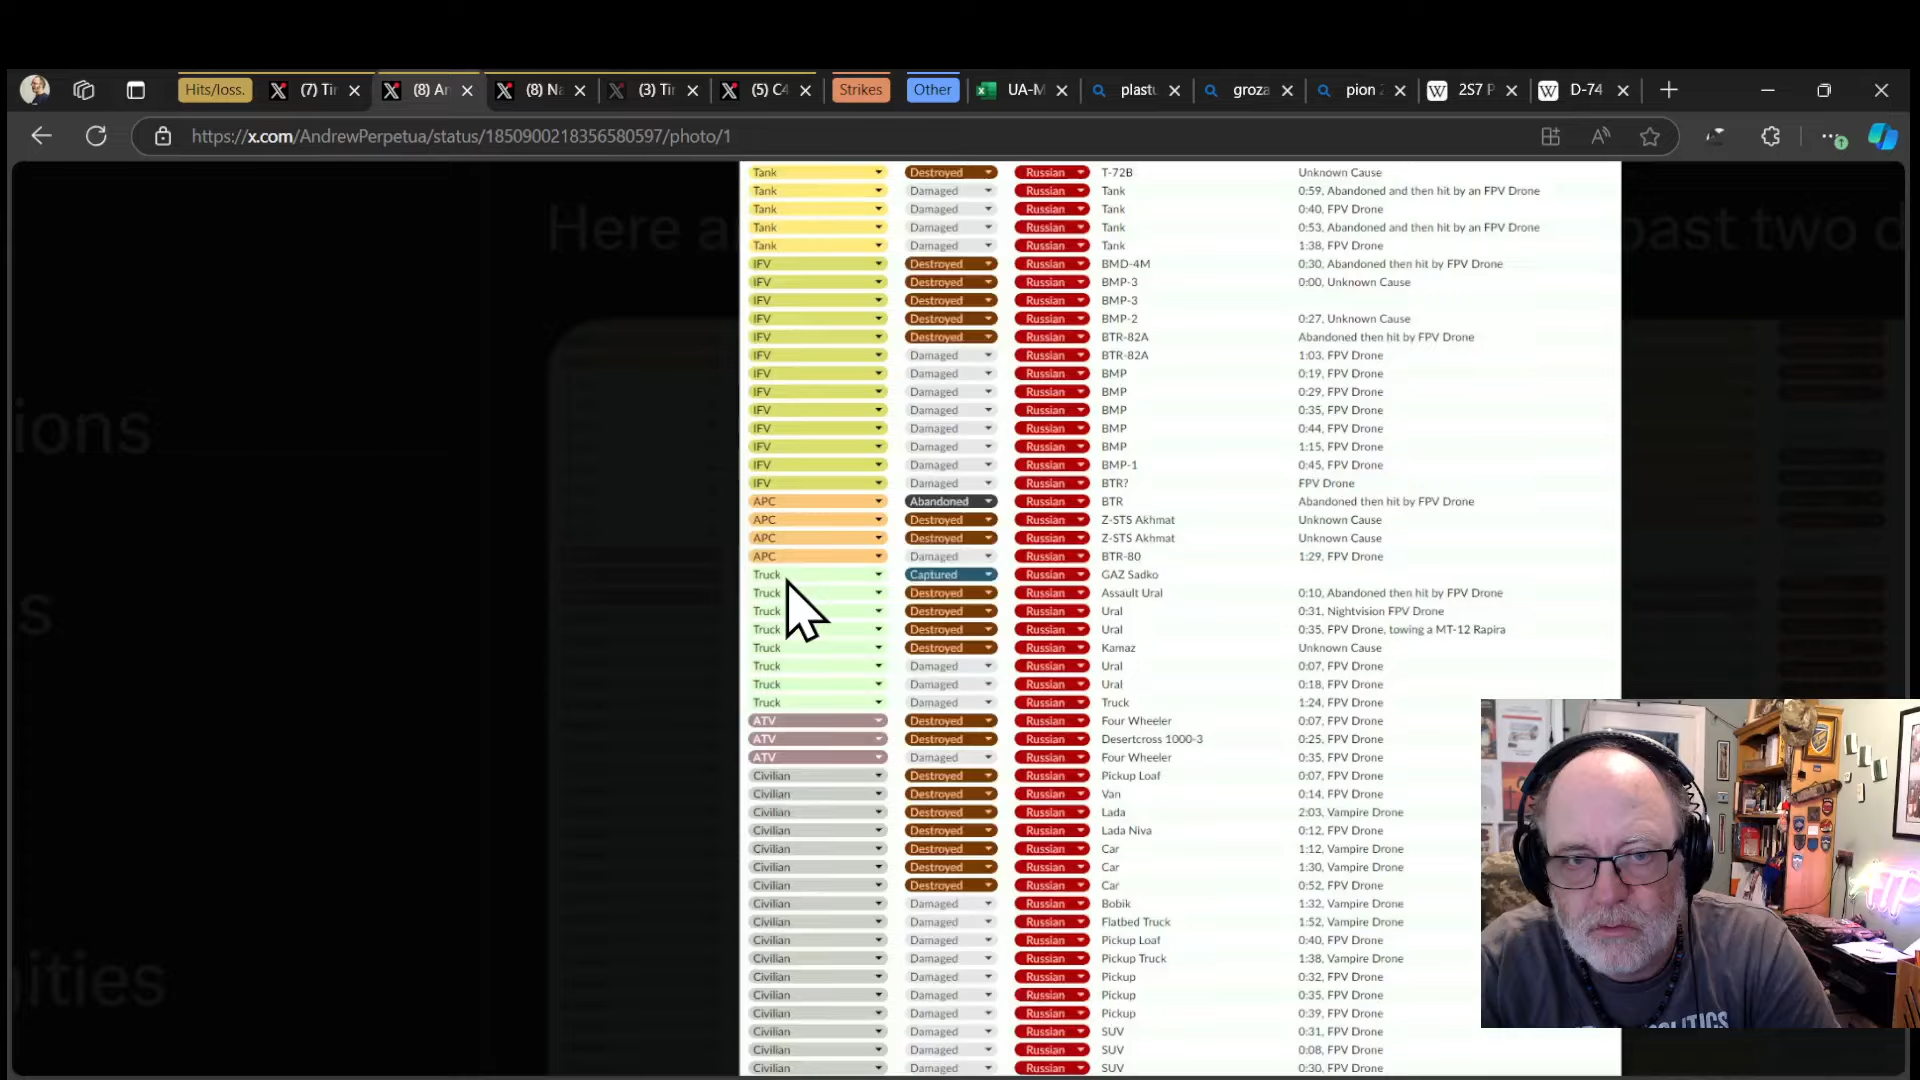 Hits/loss.
(7) Tir
(8) Ar
(8) Na
(3) Tir
(5) C4
Strikes
Other
UA-M
plastu
groza
pion 2
W 2S7 P
W D-74
https://x.com/AndrewPerpetua/status/1850900218356580597/photo/1
Here a
past two d
ions
s
ities
Tank Destroyed Russian T-72B Unknown Cause
Tank Damaged Russian Tank 0:59, Abandoned and then hit by an FPV Drone
Tank Damaged Russian Tank 0:40, FPV Drone
Tank Damaged Russian Tank 0:53, Abandoned and then hit by an FPV Drone
Tank Damaged Russian Tank 1:38, FPV Drone
IFV Destroyed Russian BMD-4M 0:30, Abandoned then hit by FPV Drone
IFV Destroyed Russian BMP-3 0:00, Unknown Cause
IFV Destroyed Russian BMP-3
IFV Destroyed Russian BMP-2 0:27, Unknown Cause
IFV Destroyed Russian BTR-82A Abandoned then hit by FPV Drone
IFV Damaged Russian BTR-82A 1:03, FPV Drone
IFV Damaged Russian BMP 0:19, FPV Drone
IFV Damaged Russian BMP 0:29, FPV Drone
IFV Damaged Russian BMP 0:35, FPV Drone
IFV Damaged Russian BMP 0:44, FPV Drone
IFV Damaged Russian BMP 1:15, FPV Drone
IFV Damaged Russian BMP-1 0:45, FPV Drone
IFV Damaged Russian BTR? FPV Drone
APC Abandoned Russian BTR Abandoned then hit by FPV Drone
APC Destroyed Russian Z-STS Akhmat Unknown Cause
APC Destroyed Russian Z-STS Akhmat Unknown Cause
APC Damaged Russian BTR-80 1:29, FPV Drone
Truck Captured Russian GAZ Sadko
Truck Destroyed Russian Assault Ural 0:10, Abandoned then hit by FPV Drone
Truck Destroyed Russian Ural 0:31, Nightvision FPV Drone
Truck Destroyed Russian Ural 0:35, FPV Drone, towing a MT-12 Rapira
Truck Destroyed Russian Kamaz Unknown Cause
Truck Damaged Russian Ural 0:07, FPV Drone
Truck Damaged Russian Ural 0:18, FPV Drone
Truck Damaged Russian Truck 1:24, FPV Drone
ATV Destroyed Russian Four Wheeler 0:07, FPV Drone
ATV Destroyed Russian Desertcross 1000-3 0:25, FPV Drone
ATV Damaged Russian Four Wheeler 0:35, FPV Drone
Civilian Destroyed Russian Pickup Loaf 0:07, FPV Drone
Civilian Destroyed Russian Van 0:14, FPV Drone
Civilian Destroyed Russian Lada 2:03, Vampire Drone
Civilian Destroyed Russian Lada Niva 0:12, FPV Drone
Civilian Destroyed Russian Car 1:12, Vampire Drone
Civilian Destroyed Russian Car 1:30, Vampire Drone
Civilian Destroyed Russian Car 0:52, FPV Drone
Civilian Damaged Russian Bobik 1:32, Vampire Drone
Civilian Damaged Russian Flatbed Truck 1:52, Vampire Drone
Civilian Damaged Russian Pickup Loaf 0:40, FPV Drone
Civilian Damaged Russian Pickup Truck 1:38, Vampire Drone
Civilian Damaged Russian Pickup 0:32, FPV Drone
Civilian Damaged Russian Pickup 0:35, FPV Drone
Civilian Damaged Russian Pickup 0:39, FPV Drone
Civilian Damaged Russian SUV 0:31, FPV Drone
Civilian Damaged Russian SUV 0:08, FPV Drone
Civilian Damaged Russian SUV 0:30, FPV Drone